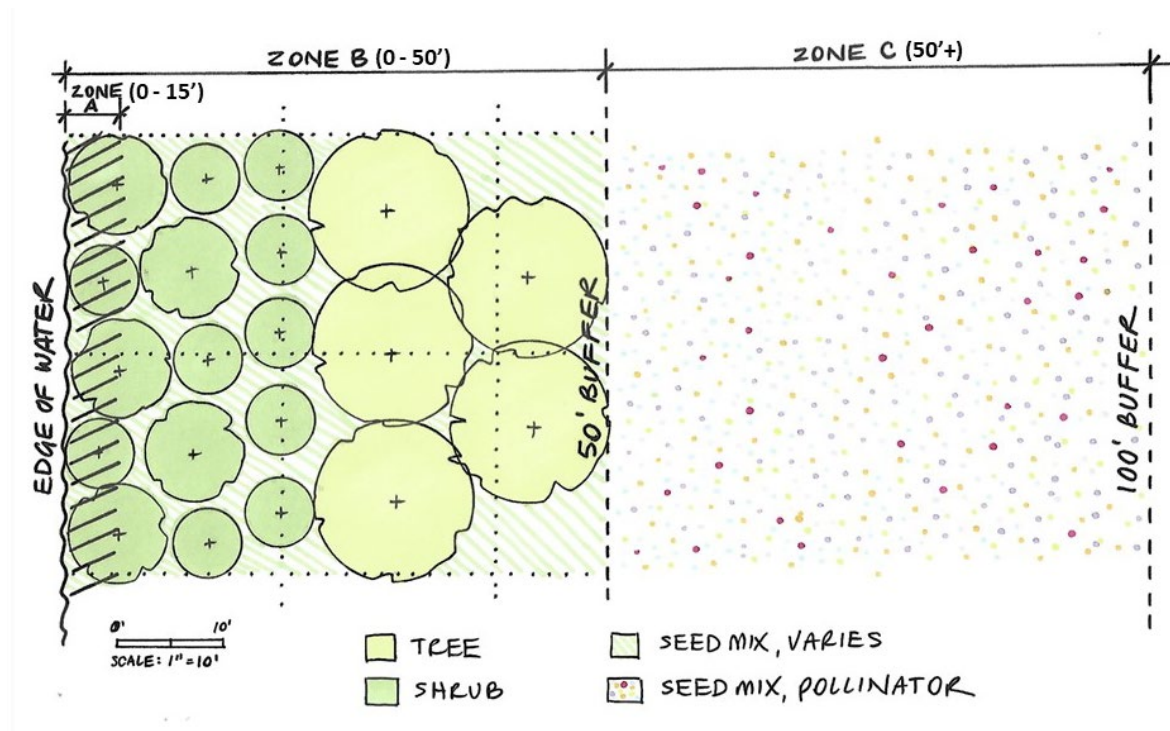 ZONE B (0 - 50')
ZONE C (50'+)
ZONE (0 - 15')
A
EDGE OF WATER
50' BUFFER
100' BUFFER
0' 10'
SCALE: 1"=10'
TREE
SHRUB
SEED MIX, VARIES
SEED MIX, POLLINATOR